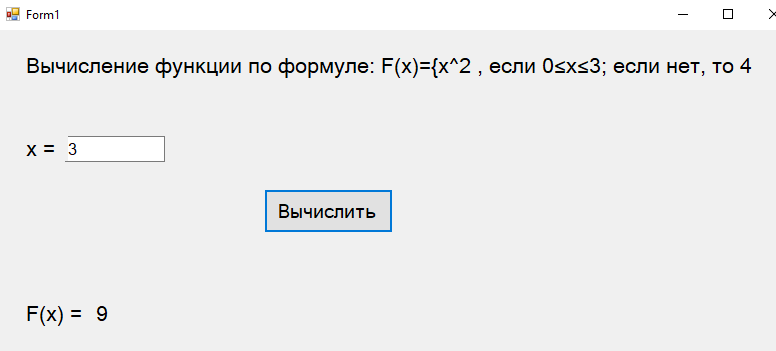 Form1
Вычисление функции по формуле: F(x)={x^2 , если 0≤x≤3; если нет, то 4
x = 3
Вычислить
F(x) = 9